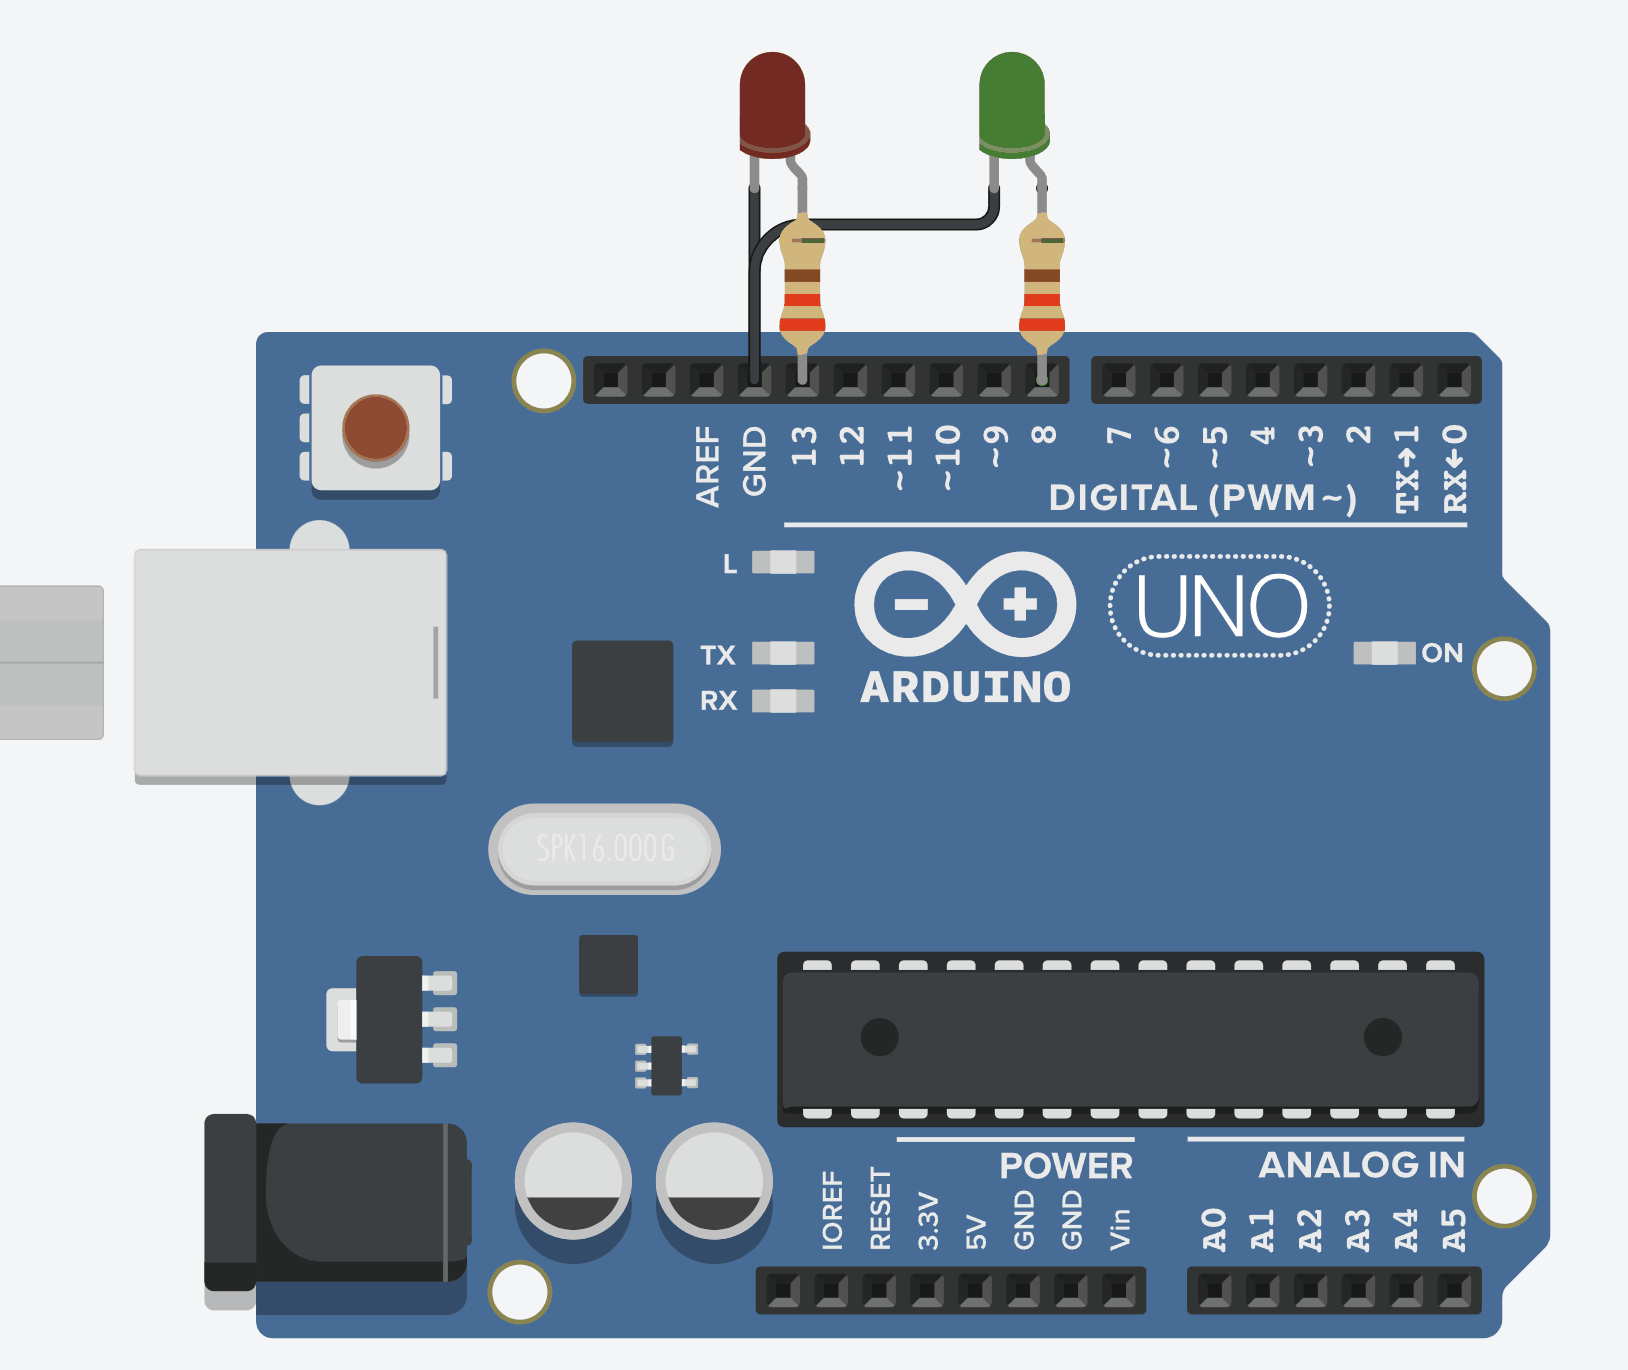 AREF
GND
13
12
~11
~10
~9
8
7
~6
~5
4
~3
2
TX→1
RX←0
DIGITAL (PWM~)
L
TX
RX
ARDUINO
UNO
ON
SPK16.000G
POWER
ANALOG IN
IOREF
RESET
3.3V
5V
GND
GND
Vin
A0
A1
A2
A3
A4
A5